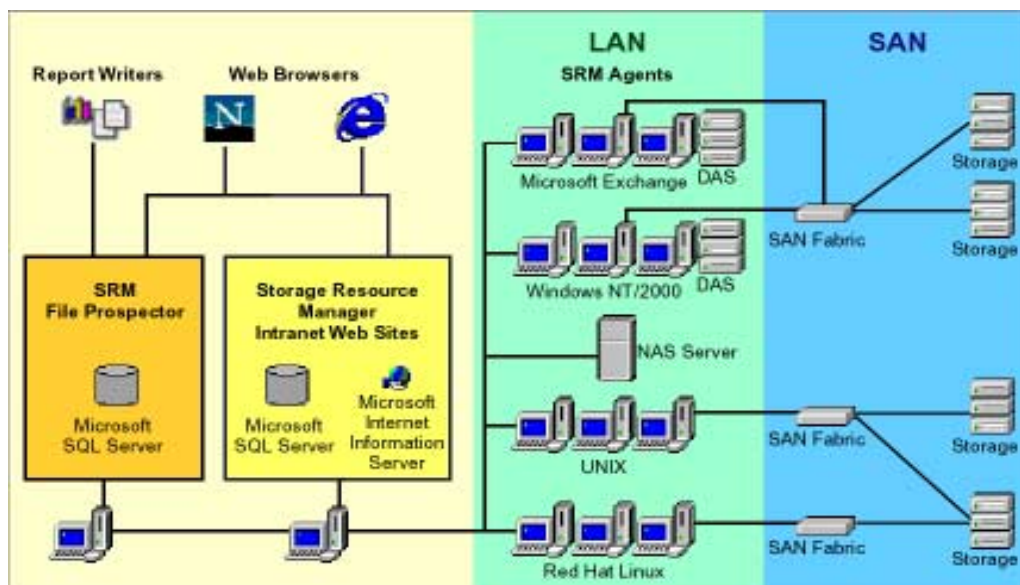 LAN
SAN
Report Writers
Web Browsers
SRM Agents
N
e
Microsoft Exchange
DAS
Storage
SAN Fabric
Storage
Windows NT/2000
DAS
SRM
File Prospector
Storage Resource
Manager
Intranet Web Sites
NAS Server
Microsoft
SQL Server
Microsoft
SQL Server
Microsoft
Internet
Information
Server
UNIX
SAN Fabric
Storage
Red Hat Linux
SAN Fabric
Storage